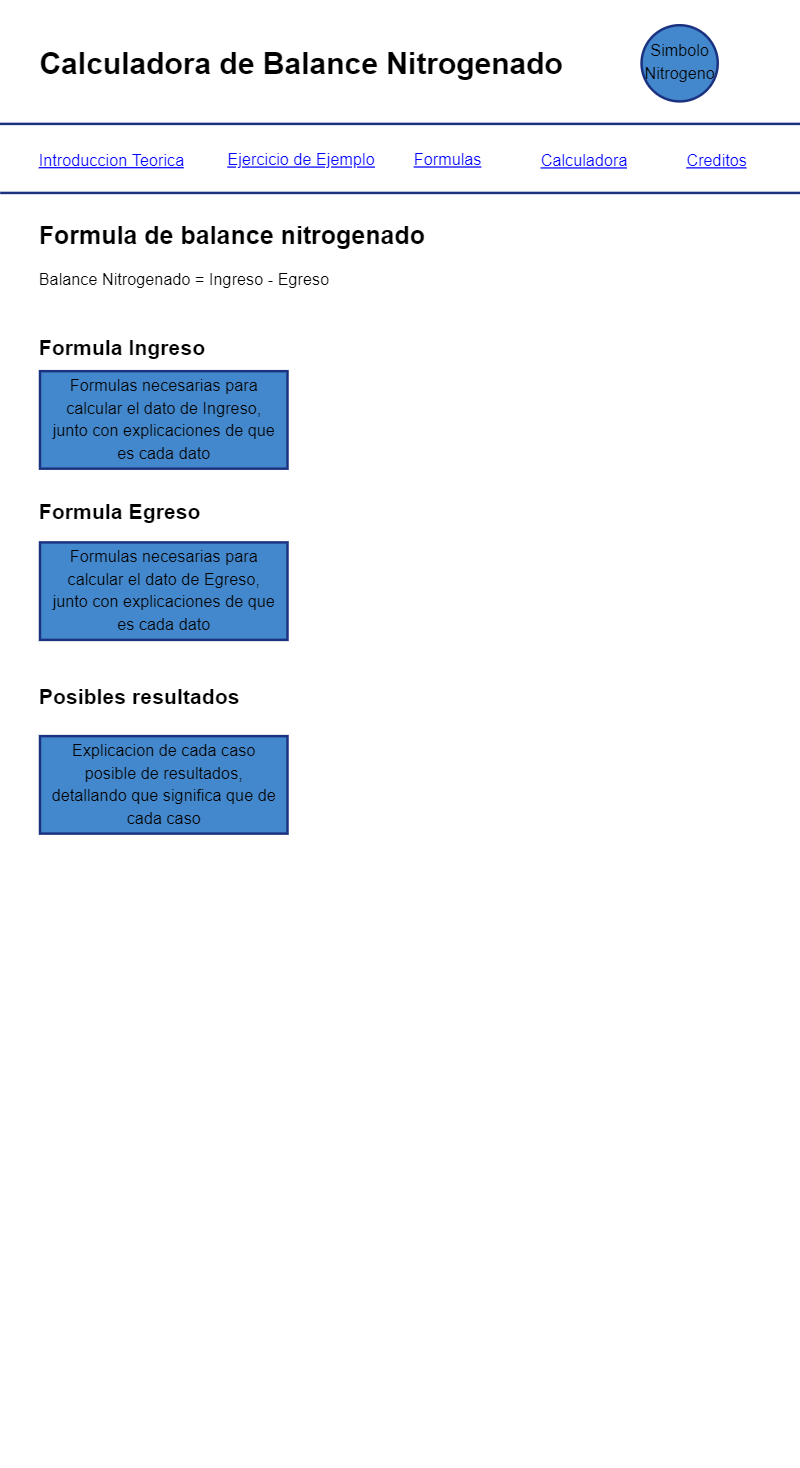 Calculadora de Balance Nitrogenado
Simbolo
Nitrogeno
Introduccion Teorica
Ejercicio de Ejemplo
Formulas
Calculadora
Creditos
Formula de balance nitrogenado
Balance Nitrogenado = Ingreso - Egreso
Formula Ingreso
Formulas necesarias para
calcular el dato de Ingreso,
junto con explicaciones de que
es cada dato
Formula Egreso
Formulas necesarias para
calcular el dato de Egreso,
junto con explicaciones de que
es cada dato
Posibles resultados
Explicacion de cada caso
posible de resultados,
detallando que significa que de
cada caso